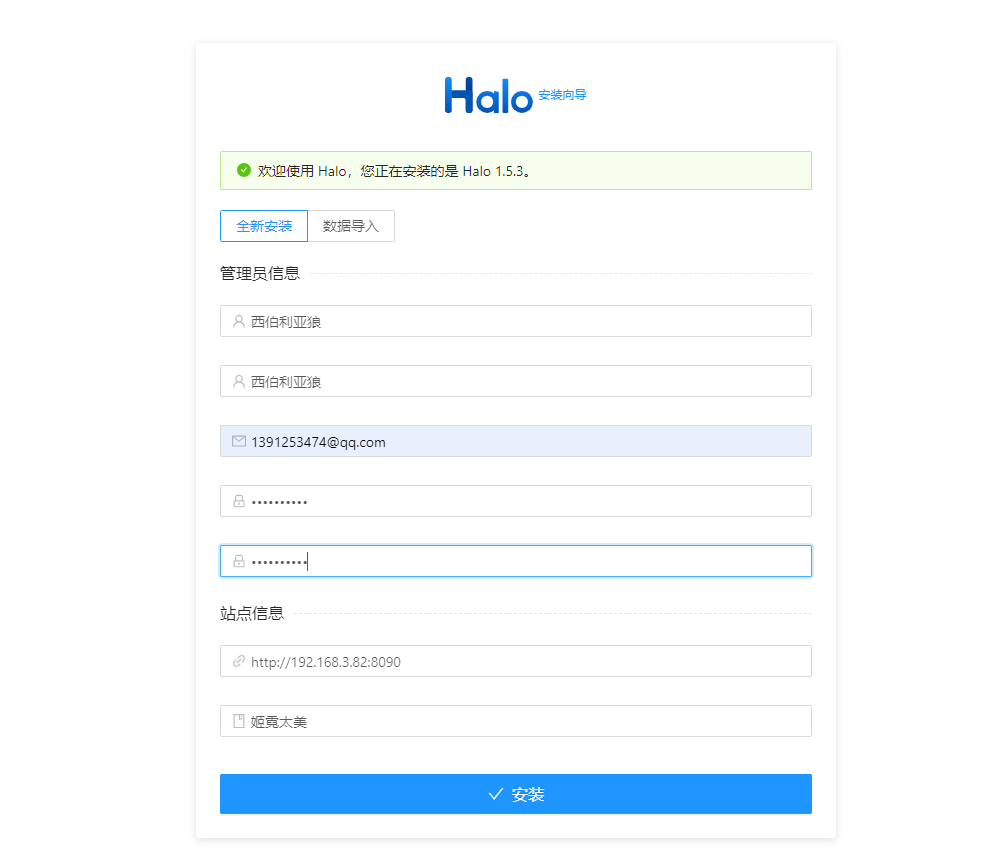 Halo 安装向导
欢迎使用 Halo，您正在安装的是 Halo 1.5.3。
全新安装 数据导入
管理员信息
西伯利亚狼
西伯利亚狼
1391253474@qq.com
••••••••••
••••••••••
站点信息
http://192.168.3.82:8090
姬霓太美
安装